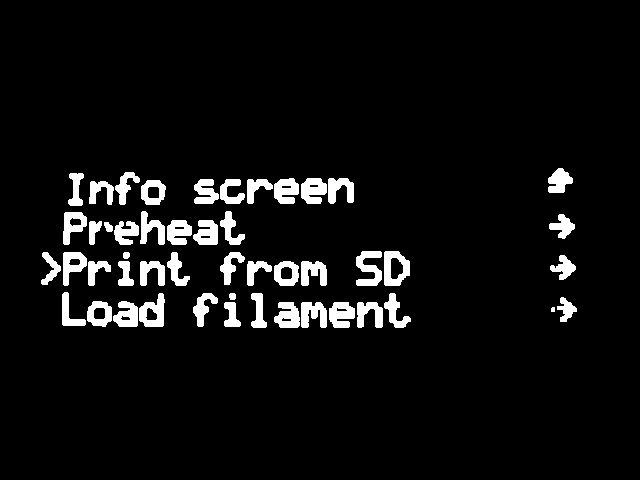 Info screen ↑
Preheat →
>Print from SD →
Load filament →